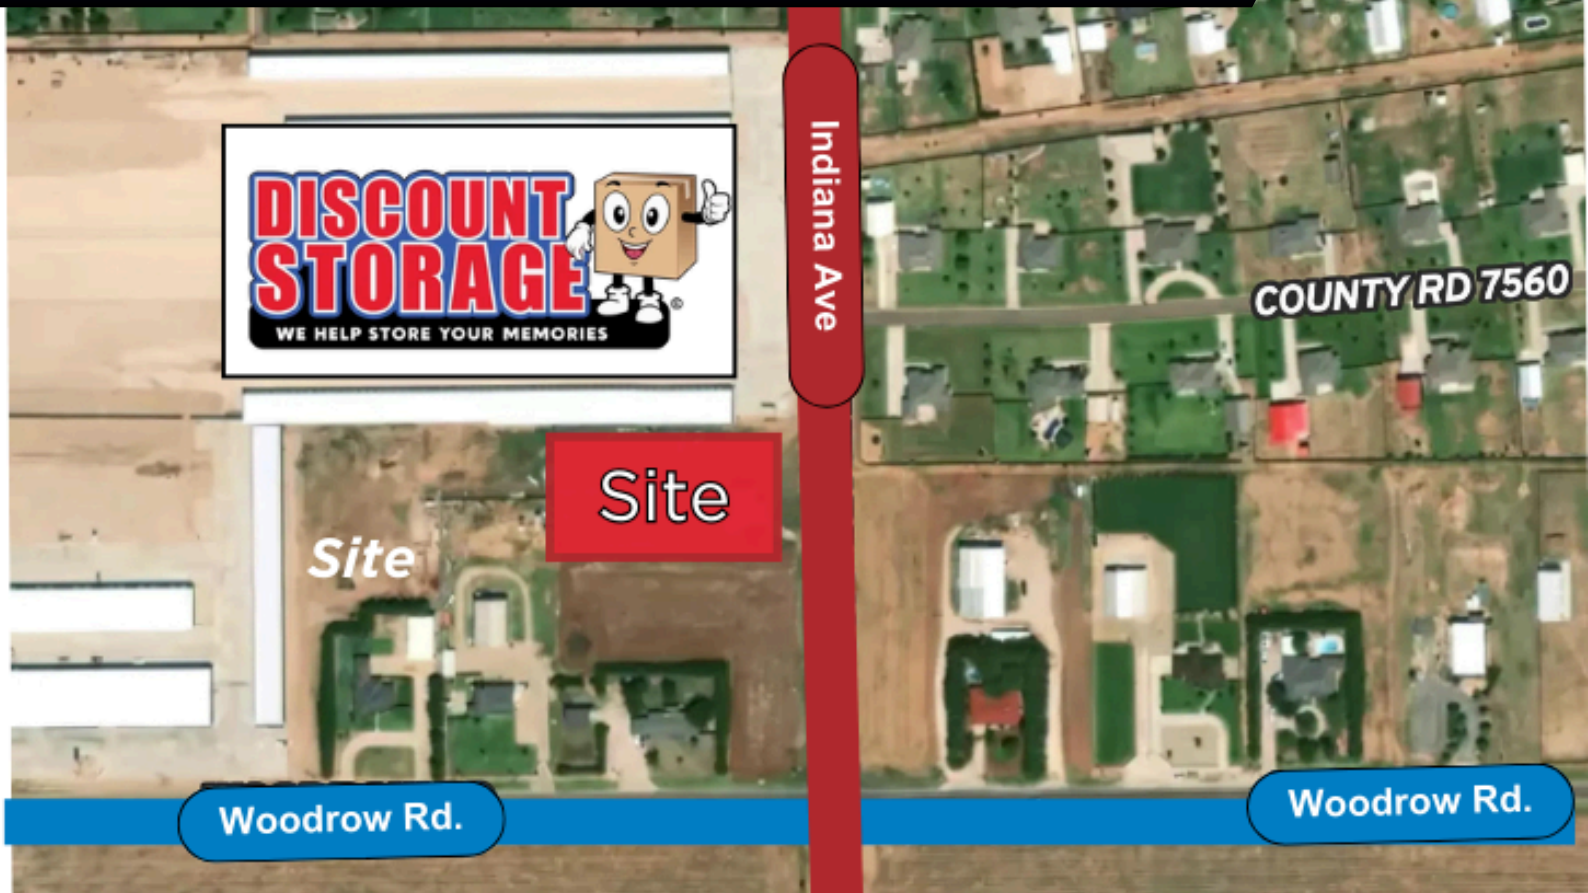 DISCOUNT
STORAGE
©
WE HELP STORE YOUR MEMORIES
Indiana Ave
COUNTY RD 7560
Site
Site
Woodrow Rd.
Woodrow Rd.